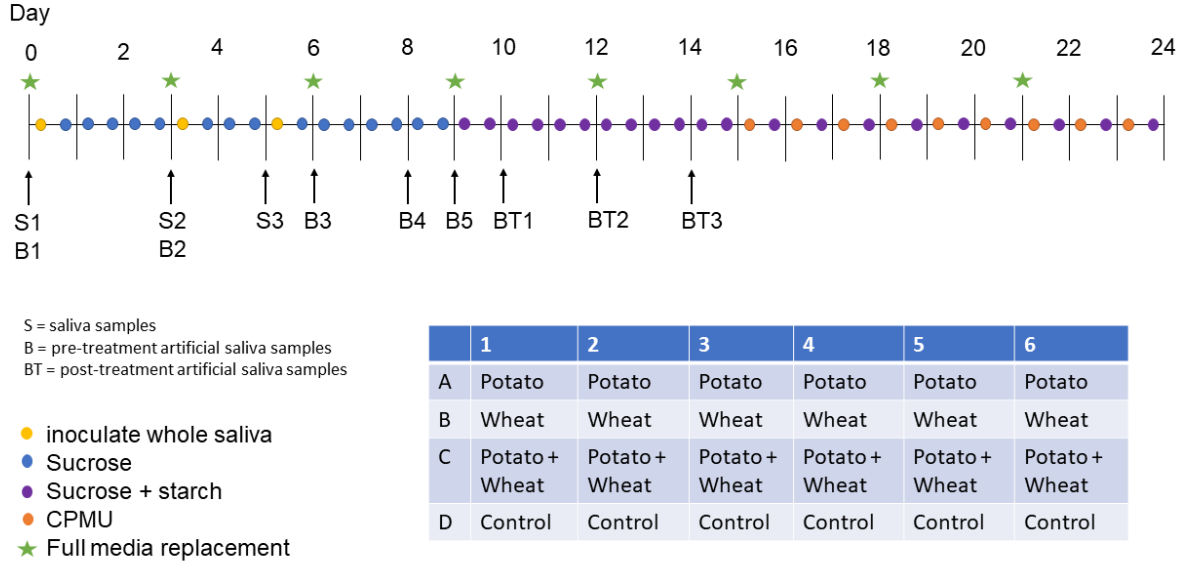 Day
0 2 4 6 8 10 12 14 16 18 20 22 24
S1 S2 S3 B3 B4 B5 BT1 BT2 BT3
B1 B2
S = saliva samples
B = pre-treatment artificial saliva samples
BT = post-treatment artificial saliva samples
inoculate whole saliva
Sucrose
Sucrose + starch
CPMU
Full media replacement
1 2 3 4 5 6
A Potato Potato Potato Potato Potato Potato
B Wheat Wheat Wheat Wheat Wheat Wheat
C Potato + Potato + Potato + Potato + Potato + Potato +
Wheat Wheat Wheat Wheat Wheat Wheat
D Control Control Control Control Control Control